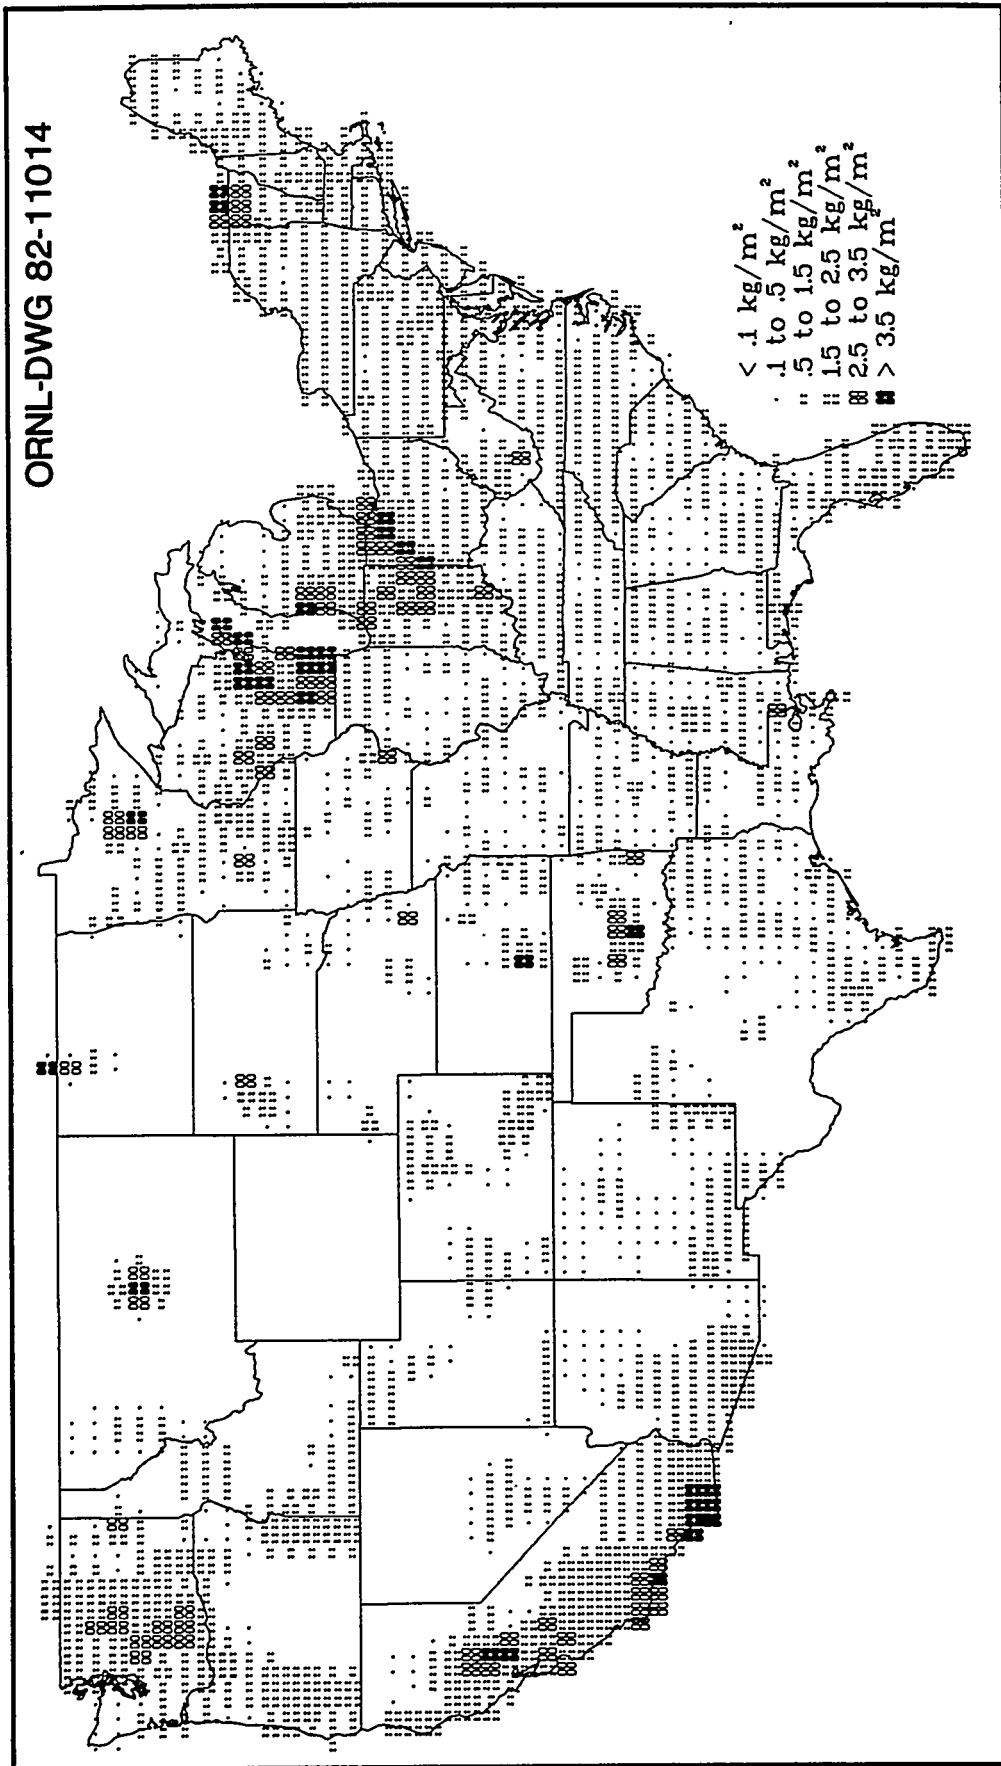 ORNL-DWG 82-11014
< .1 kg/m²
. .1 to .5 kg/m²
:: .5 to 1.5 kg/m²
1.5 to 2.5 kg/m²
2.5 to 3.5 kg/m²
> 3.5 kg/m²